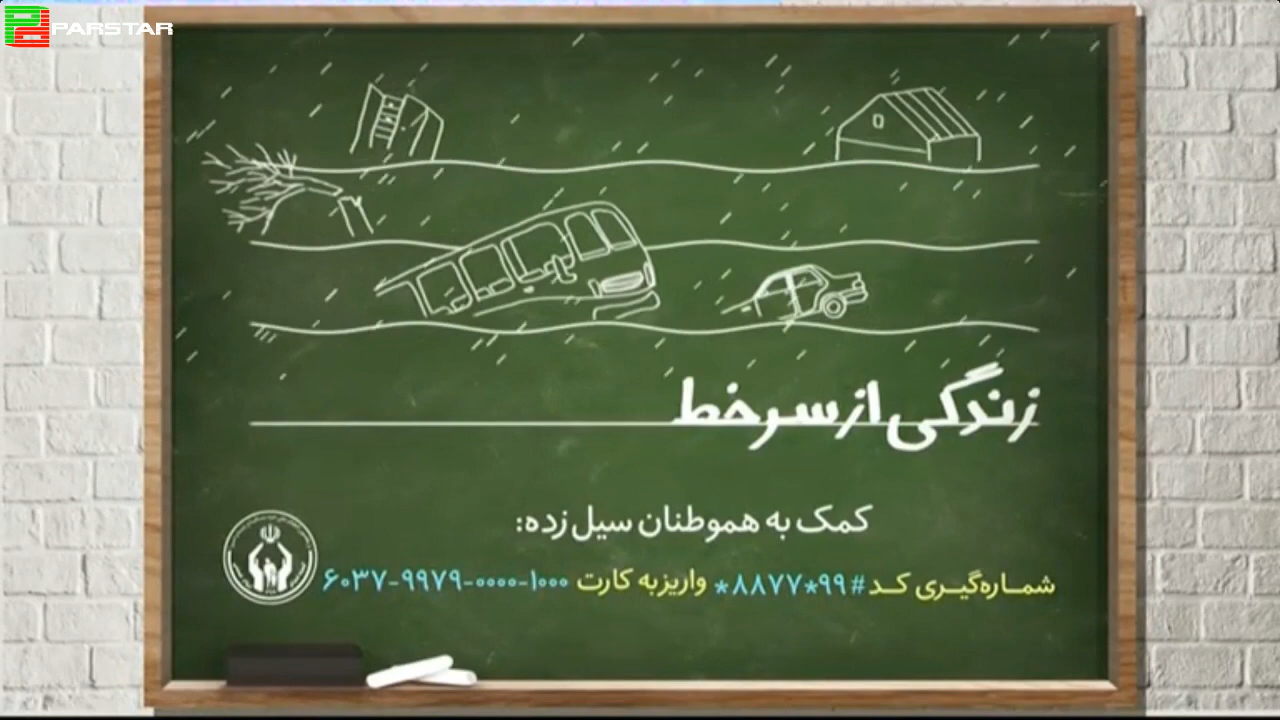 PARSTAR
زندگی از سر خط
کمک به هموطنان سیل زده:
شماره‌گیری کد #۹۹*۸۸۷۷* واریز به کارت ۶۰۳۷-۹۹۷۹-۰۰۰۰-۱۰۰۰